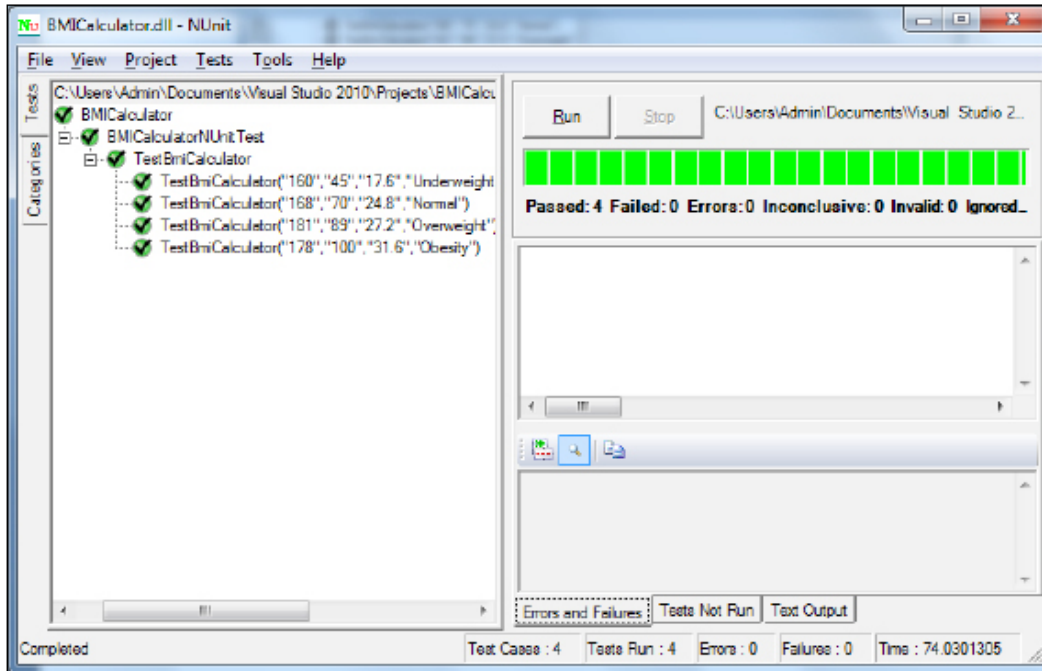 BMICalculator.dll - NUnit
File View Project Tests Tools Help
Tests
Categories
C:\Users\Admin\Documents\Visual Studio 2010\Projects\BMICalcu
BMICalculator
BMICalculatorNUnitTest
TestBmiCalculator
TestBmiCalculator("160","45","17.6","Underweight
TestBmiCalculator("168","70","24.8","Normal")
TestBmiCalculator("181","89","27.2","Overweight"
TestBmiCalculator("178","100","31.6","Obesity")
Run Stop C:\Users\Admin\Documents\Visual Studio 2...
Passed: 4 Failed: 0 Errors: 0 Inconclusive: 0 Invalid: 0 Ignored...
Errors and Failures Tests Not Run Text Output
Completed Test Cases : 4 Tests Run : 4 Errors : 0 Failures : 0 Time : 74.0301305